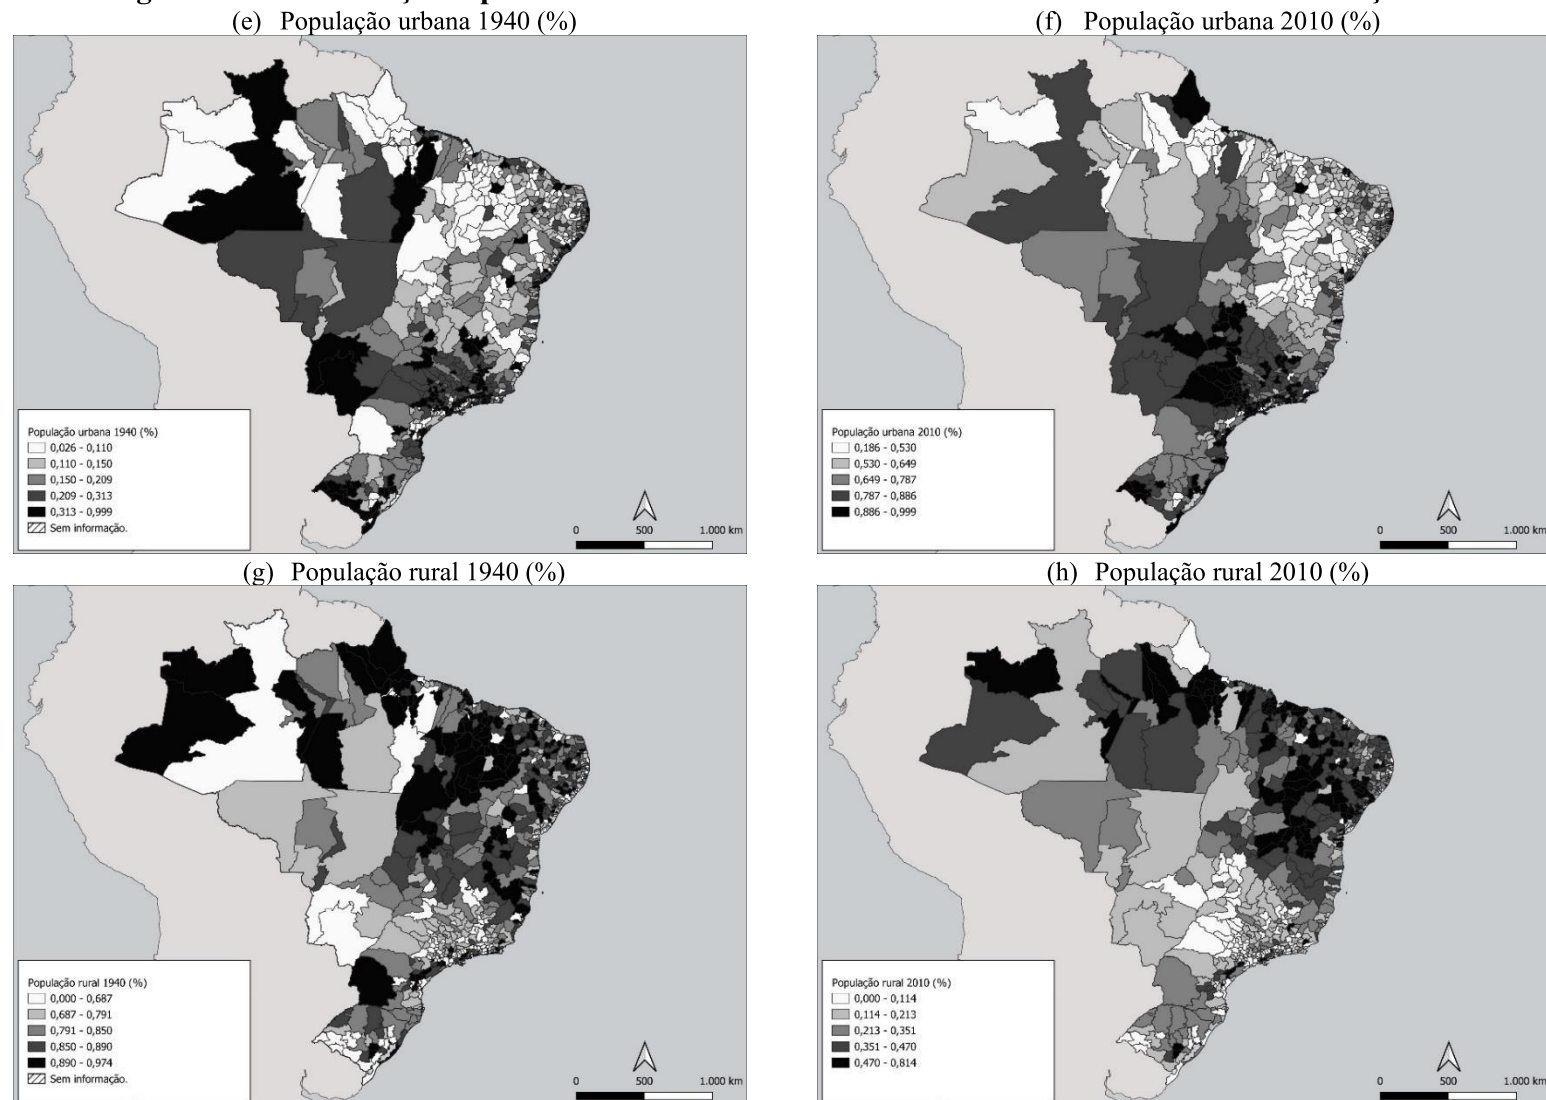 (e) População urbana 1940 (%)
(f) População urbana 2010 (%)
População urbana 1940 (%)
0,026 - 0,110
0,110 - 0,150
0,150 - 0,209
0,209 - 0,313
0,313 - 0,999
Sem informação.
0 500 1.000 km
População urbana 2010 (%)
0,186 - 0,530
0,530 - 0,649
0,649 - 0,787
0,787 - 0,886
0,886 - 0,999
0 500 1.000 km
(g) População rural 1940 (%)
(h) População rural 2010 (%)
População rural 1940 (%)
0,000 - 0,687
0,687 - 0,791
0,791 - 0,850
0,850 - 0,890
0,890 - 0,974
Sem informação.
0 500 1.000 km
População rural 2010 (%)
0,000 - 0,114
0,114 - 0,213
0,213 - 0,351
0,351 - 0,470
0,470 - 0,814
0 500 1.000 km